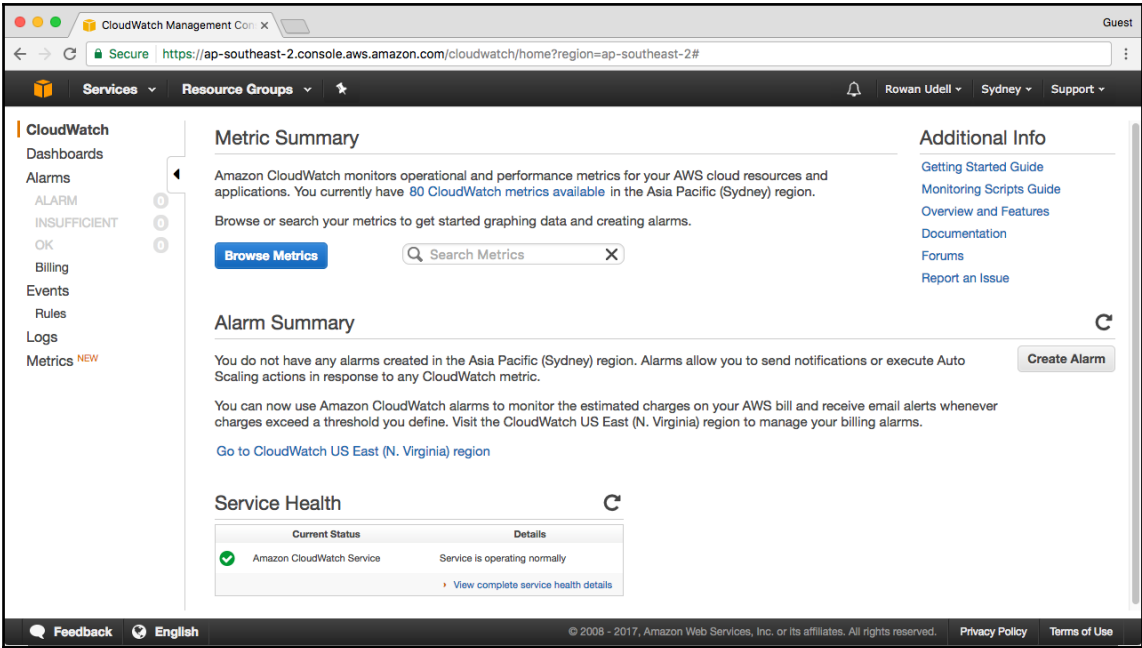 CloudWatch Management Con
Guest
Secure https://ap-southeast-2.console.aws.amazon.com/cloudwatch/home?region=ap-southeast-2#
Services Resource Groups Rowan Udell Sydney Support
CloudWatch
Dashboards
Alarms
ALARM 0
INSUFFICIENT 0
OK 0
Billing
Events
Rules
Logs
Metrics NEW
Metric Summary
Amazon CloudWatch monitors operational and performance metrics for your AWS cloud resources and
applications. You currently have 80 CloudWatch metrics available in the Asia Pacific (Sydney) region.
Browse or search your metrics to get started graphing data and creating alarms.
Browse Metrics
Search Metrics
Additional Info
Getting Started Guide
Monitoring Scripts Guide
Overview and Features
Documentation
Forums
Report an Issue
Alarm Summary
You do not have any alarms created in the Asia Pacific (Sydney) region. Alarms allow you to send notifications or execute Auto
Scaling actions in response to any CloudWatch metric.
Create Alarm
You can now use Amazon CloudWatch alarms to monitor the estimated charges on your AWS bill and receive email alerts whenever
charges exceed a threshold you define. Visit the CloudWatch US East (N. Virginia) region to manage your billing alarms.
Go to CloudWatch US East (N. Virginia) region
Service Health
Current Status Details
Amazon CloudWatch Service Service is operating normally
View complete service health details
Feedback English © 2008 - 2017, Amazon Web Services, Inc. or its affiliates. All rights reserved. Privacy Policy Terms of Use